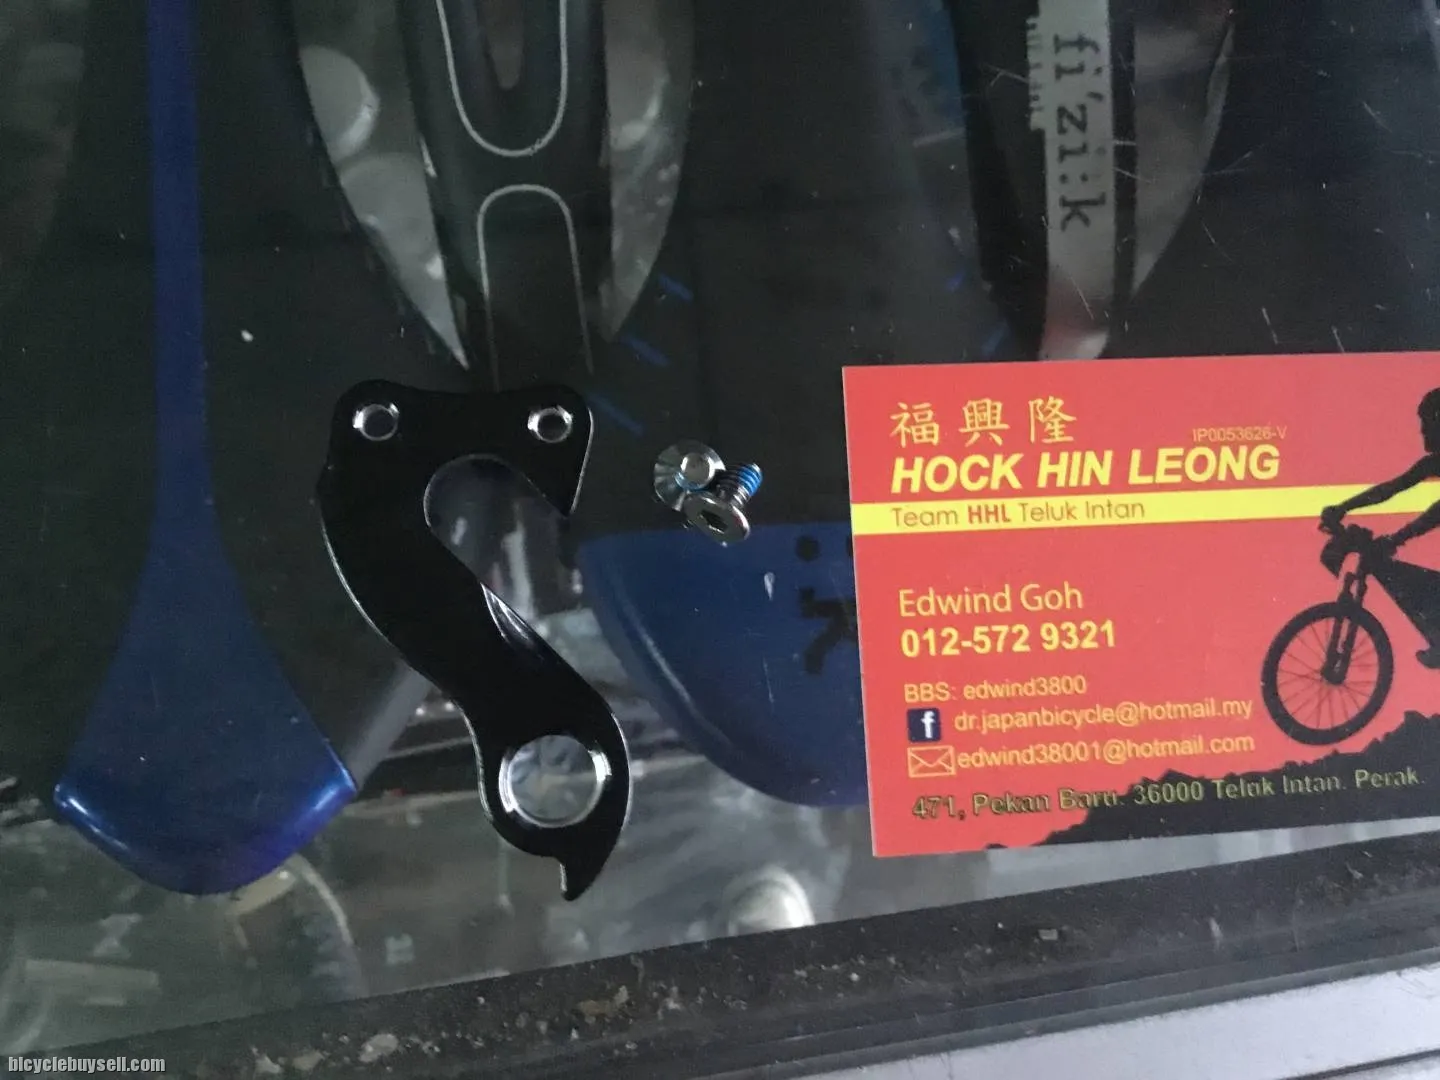 fi'zi:k
福興隆
IP0053626-V
HOCK HIN LEONG
Team HHL Teluk Intan
Edwind Goh
012-572 9321
BBS: edwind3800
f dr.japanbicycle@hotmail.my
edwind38001@hotmail.com
471, Pekan Baru. 36000 Teluk Intan. Perak.
bicyclebuysell.com